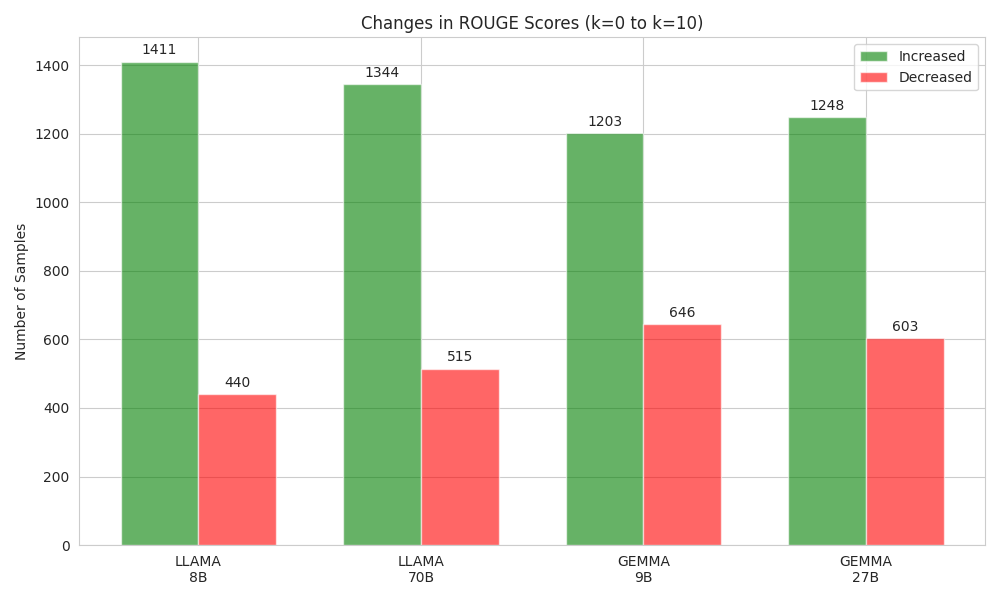 Changes in ROUGE Scores (k=0 to k=10)
Increased
Decreased
Number of Samples
1400
1200
1000
800
600
400
200
0
1411
440
1344
515
1203
646
1248
603
LLAMA
8B
LLAMA
70B
GEMMA
9B
GEMMA
27B